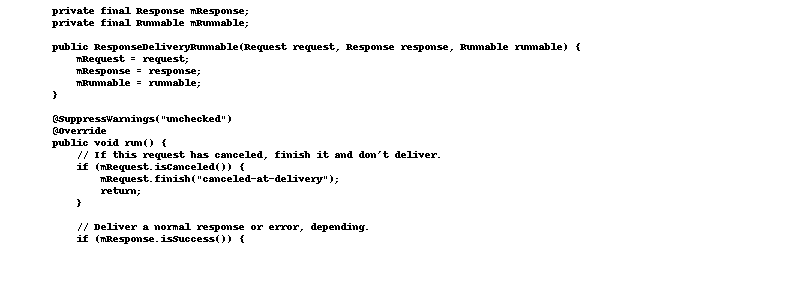 private final Response mResponse;
private final Runnable mRunnable;

public ResponseDeliveryRunnable(Request request, Response response, Runnable runnable) {
    mRequest = request;
    mResponse = response;
    mRunnable = runnable;
}

@SuppressWarnings("unchecked")
@Override
public void run() {
    // If this request has canceled, finish it and don't deliver.
    if (mRequest.isCanceled()) {
        mRequest.finish("canceled-at-delivery");
        return;
    }

    // Deliver a normal response or error, depending.
    if (mResponse.isSuccess()) {